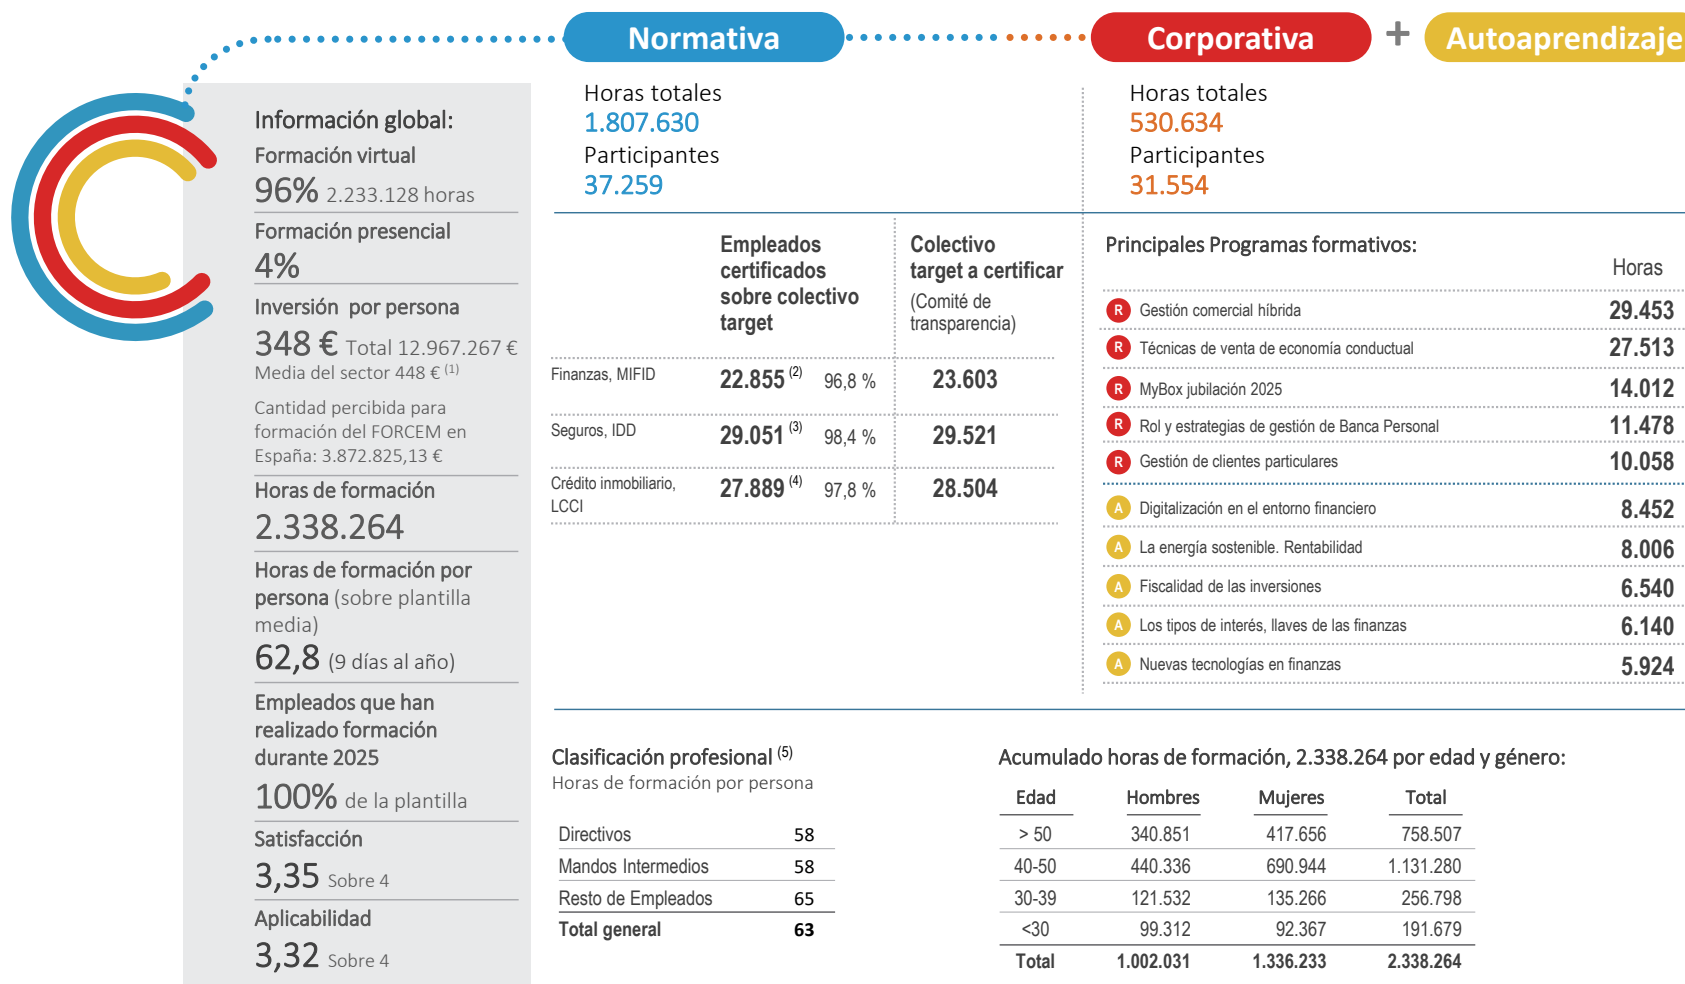 Normativa
Corporativa
+
Autoaprendizaje
Información global:
Formación virtual
96% 2.233.128 horas
Formación presencial
4%
Inversión por persona
348 € Total 12.967.267 €
Media del sector 448 € (1)
Cantidad percibida para
formación del FORCEM en
España: 3.872.825,13 €
Horas de formación
2.338.264
Horas de formación por
persona (sobre plantilla
media)
62,8 (9 días al año)
Empleados que han
realizado formación
durante 2025
100% de la plantilla
Satisfacción
3,35 Sobre 4
Aplicabilidad
3,32 Sobre 4
Horas totales
1.807.630
Participantes
37.259
Horas totales
530.634
Participantes
31.554
Empleados
certificados
sobre colectivo
target
Colectivo
target a certificar
(Comité de
transparencia)
Finanzas, MIFID 22.855 (2) 96,8 % 23.603
Seguros, IDD 29.051 (3) 98,4 % 29.521
Crédito inmobiliario,
LCCI 27.889 (4) 97,8 % 28.504
Principales Programas formativos:
Horas
R Gestión comercial híbrida 29.453
R Técnicas de venta de economía conductual 27.513
R MyBox jubilación 2025 14.012
R Rol y estrategias de gestión de Banca Personal 11.478
R Gestión de clientes particulares 10.058
A Digitalización en el entorno financiero 8.452
A La energía sostenible. Rentabilidad 8.006
A Fiscalidad de las inversiones 6.540
A Los tipos de interés, llaves de las finanzas 6.140
A Nuevas tecnologías en finanzas 5.924
Clasificación profesional (5)
Horas de formación por persona
Directivos 58
Mandos Intermedios 58
Resto de Empleados 65
Total general 63
Acumulado horas de formación, 2.338.264 por edad y género:
Edad Hombres Mujeres Total
> 50 340.851 417.656 758.507
40-50 440.336 690.944 1.131.280
30-39 121.532 135.266 256.798
<30 99.312 92.367 191.679
Total 1.002.031 1.336.233 2.338.264